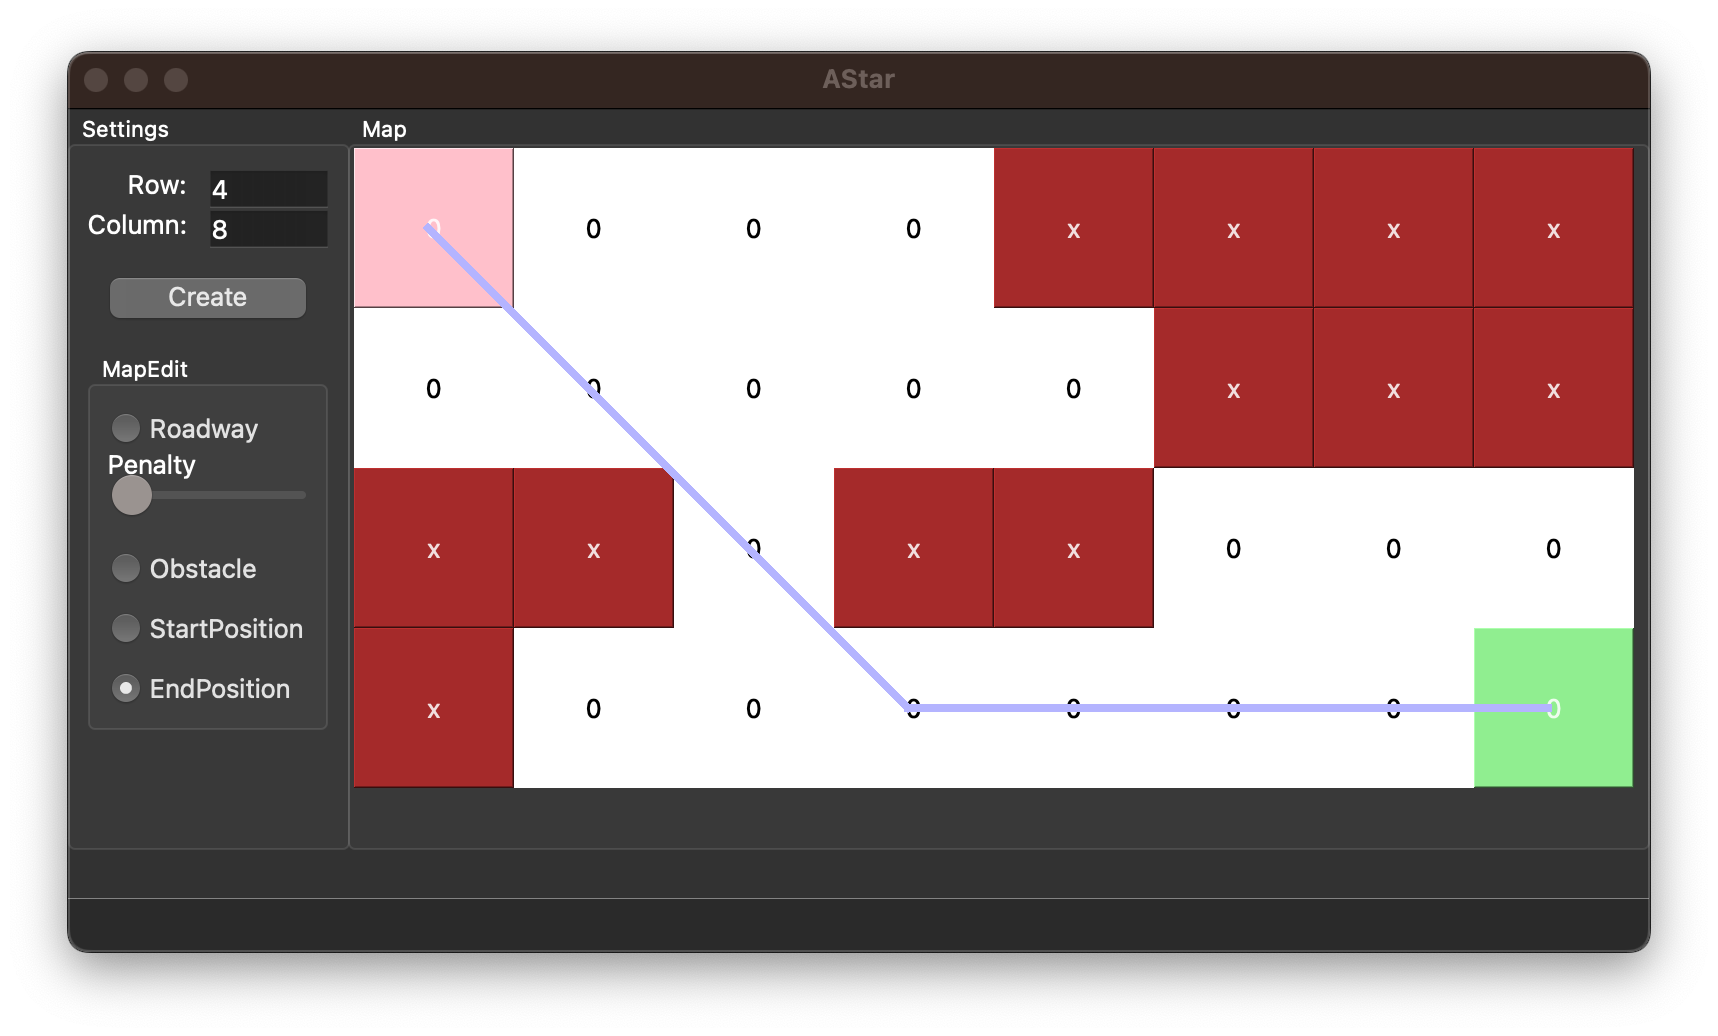 AStar
Settings
Map
Row: 4
Column: 8
Create
MapEdit
Roadway
Penalty
Obstacle
StartPosition
EndPosition
0 0 0 0 x x x x
0 0 0 0 0 x x x
x x 0 x x 0 0 0
x 0 0 0 0 0 0 0